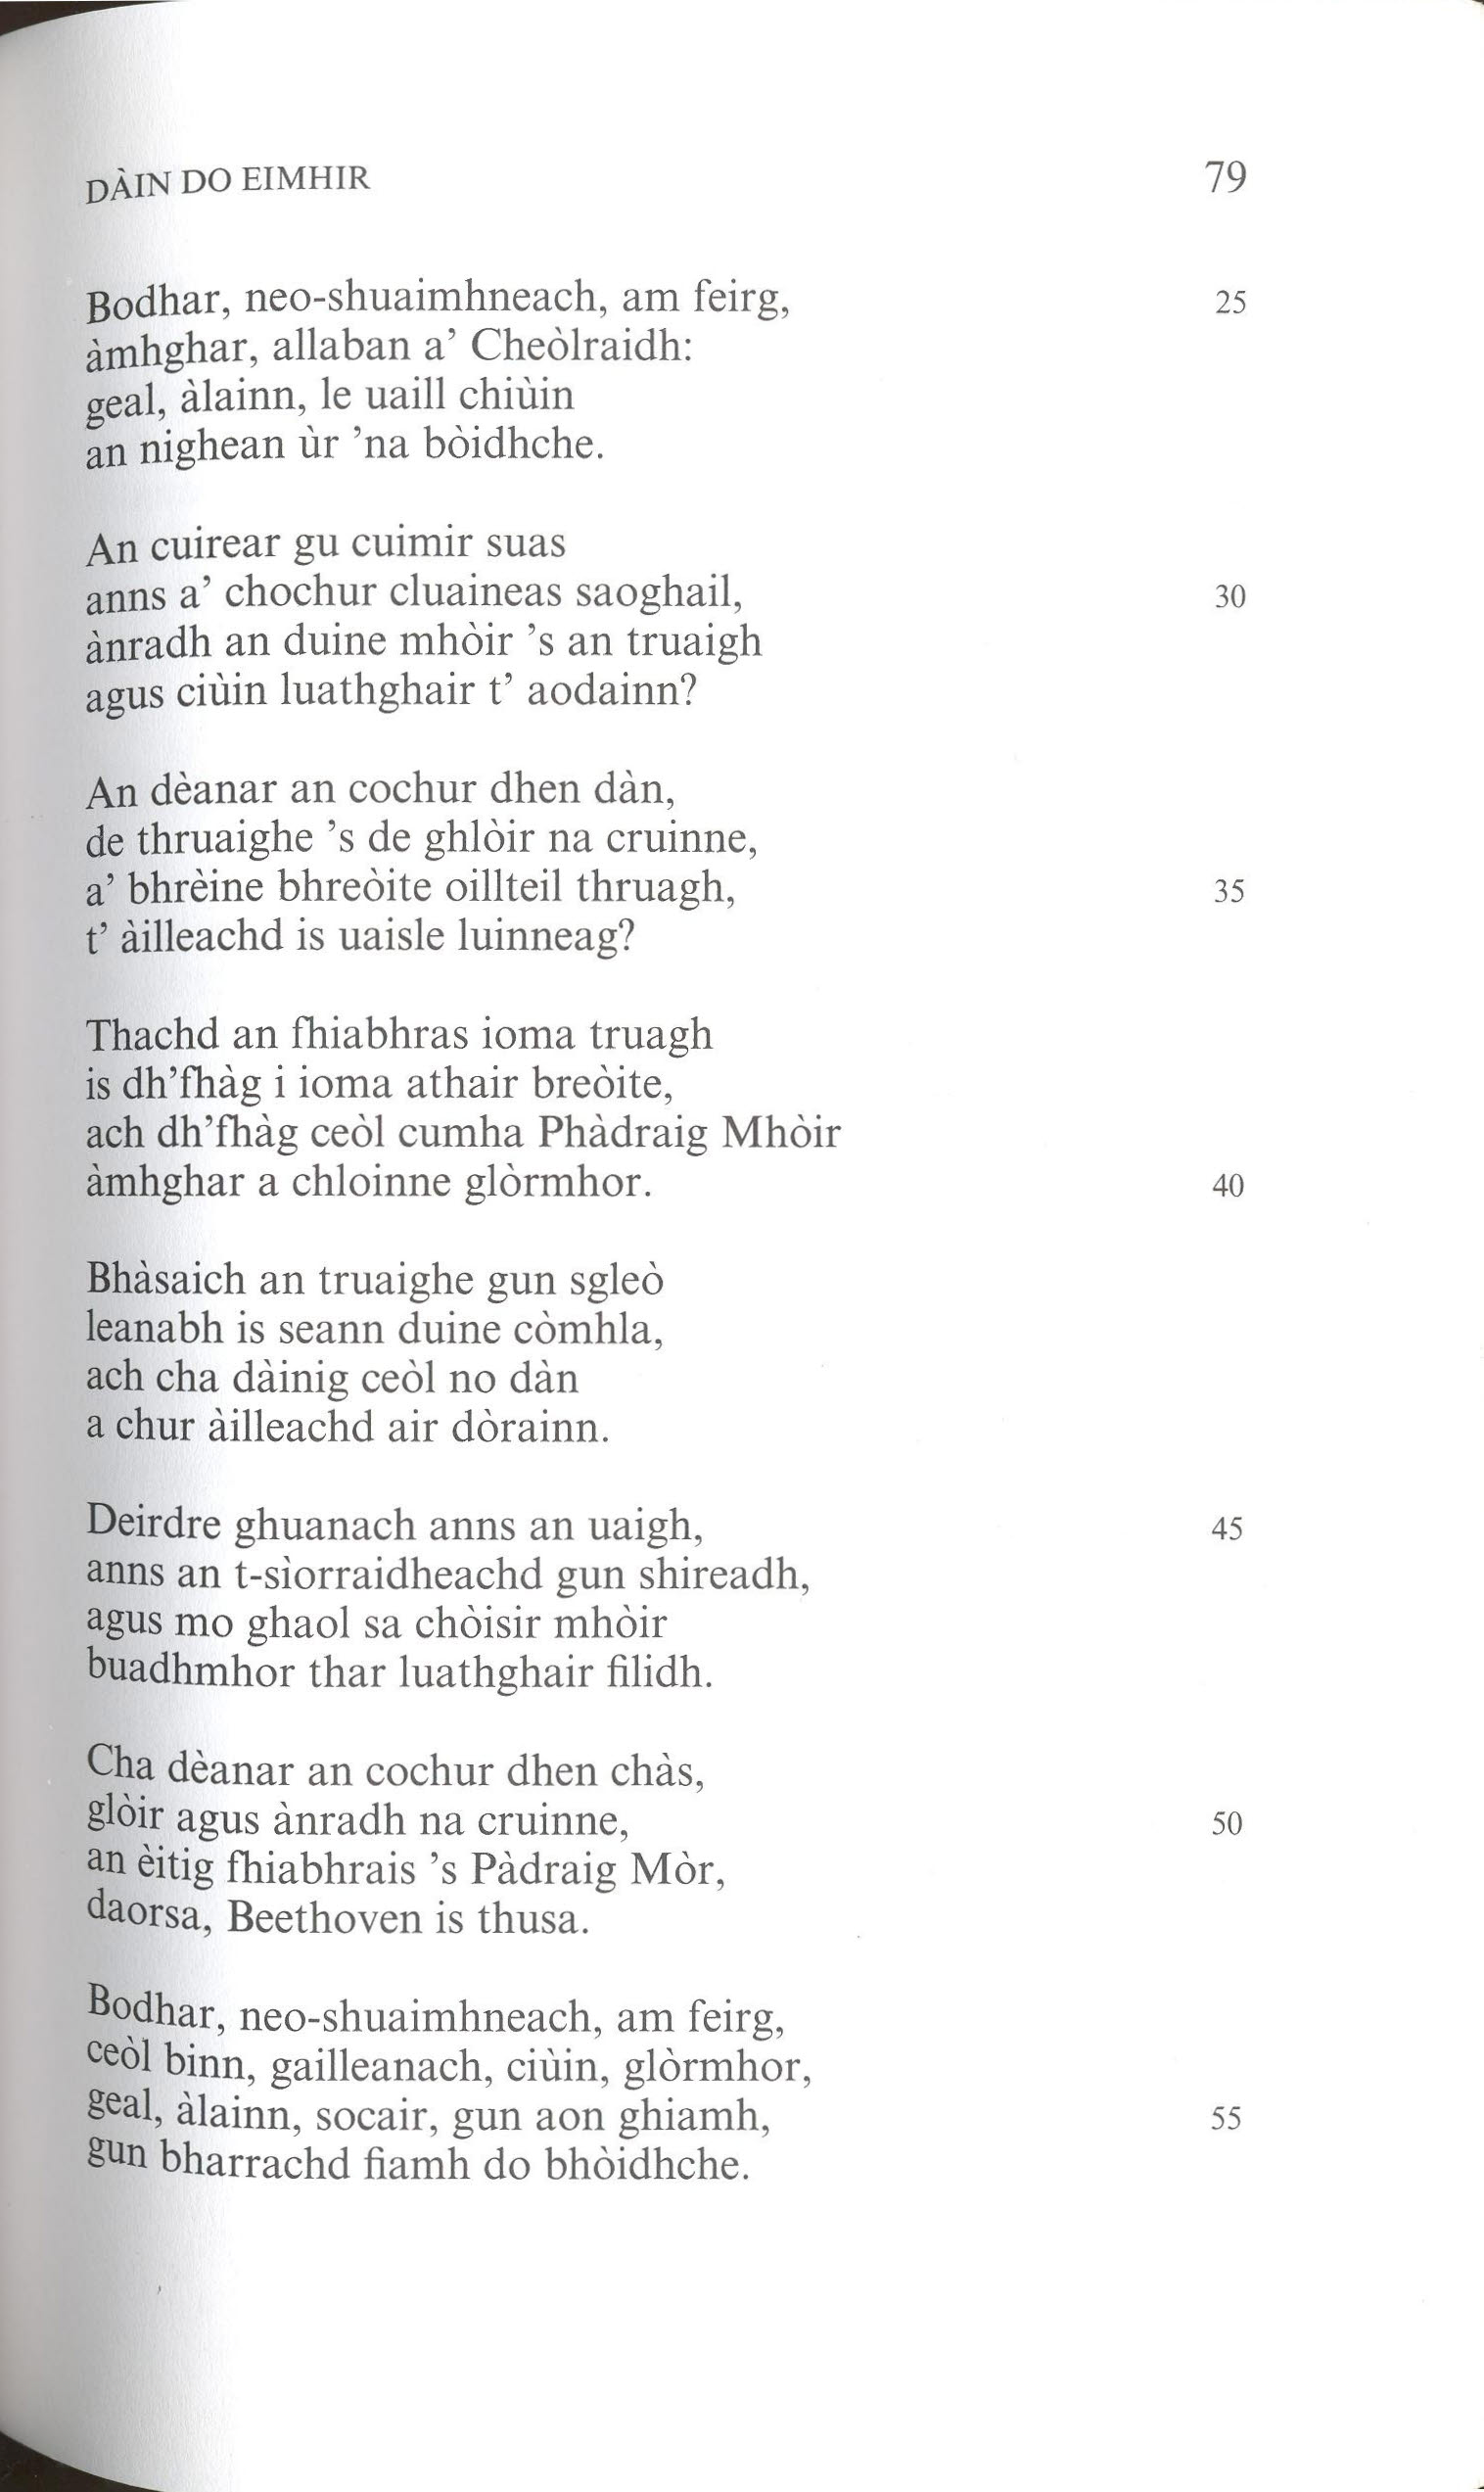 DÀIN DO EIMHIR 79
Bodhar, neo-shuaimhneach, am feirg, 25
àmhghar, allaban a’ Cheòlraidh:
geal, àlainn, le uaill chiùin
an nighean ùr ’na bòidhche.
An cuirear gu cuimir suas
anns a’ chochur cluaineas saoghail, 30
ànradh an duine mhòir ’s an truaigh
agus ciùin luathghair t’ aodainn?
An dèanar an cochur dhen dàn,
de thruaighe ’s de ghlòir na cruinne,
a’ bhrèine bhreòite oillteil thruagh, 35
t’ àilleachd is uaisle luinneag?
Thachd an fhiabhras ioma truagh
is dh’fhàg i ioma athair breòite,
ach dh’fhàg ceòl cumha Phàdraig Mhòir
àmhghar a chloinne glòrmhor. 40
Bhàsaich an truaighe gun sgleò
leanabh is seann duine còmhla,
ach cha dàinig ceòl no dàn
a chur àilleachd air dòrainn.
Deirdre ghuanach anns an uaigh, 45
anns an t-sìorraidheachd gun shireadh,
agus mo ghaol sa chòisir mhòir
buadhmhor thar luathghair filidh.
Cha dèanar an cochur dhen chàs,
glòir agus ànradh na cruinne, 50
an èitig fhiabhrais ’s Pàdraig Mòr,
daorsa, Beethoven is thusa.
Bodhar, neo-shuaimhneach, am feirg,
ceòl binn, gailleanach, ciùin, glòrmhor,
geal, àlainn, socair, gun aon ghiamh, 55
gun bharrachd fiamh do bhòidhche.